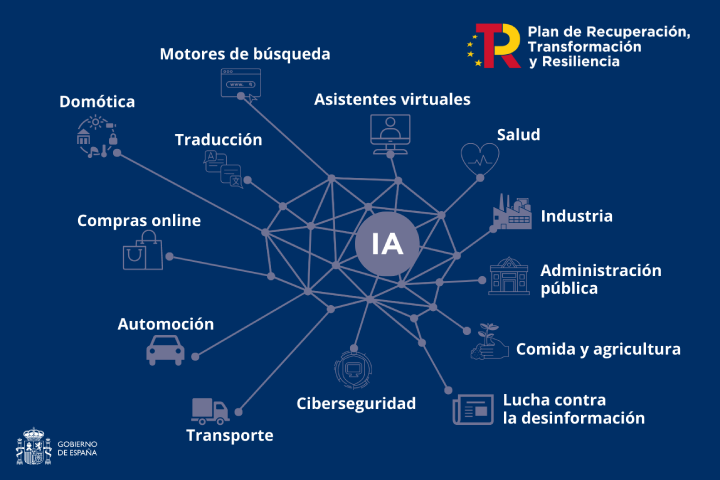 Plan de Recuperación,
Transformación
y Resiliencia
Motores de búsqueda
www.
Asistentes virtuales
Domótica
Traducción
A
Salud
Compras online
IA
Industria
Administración
pública
Automoción
Comida y agricultura
Ciberseguridad
Lucha contra
la desinformación
Transporte
GOBIERNO
DE ESPAÑA